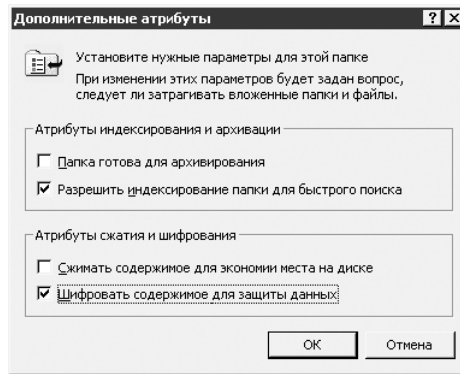 Дополнительные атрибуты
Установите нужные параметры для этой папке
При изменении этих параметров будет задан вопрос,
следует ли затрагивать вложенные папки и файлы.
Атрибуты индексирования и архивации
Папка готова для архивирования
Разрешить индексирование папки для быстрого поиска
Атрибуты сжатия и шифрования
Сжимать содержимое для экономии места на диске
Шифровать содержимое для защиты данных
OK
Отмена